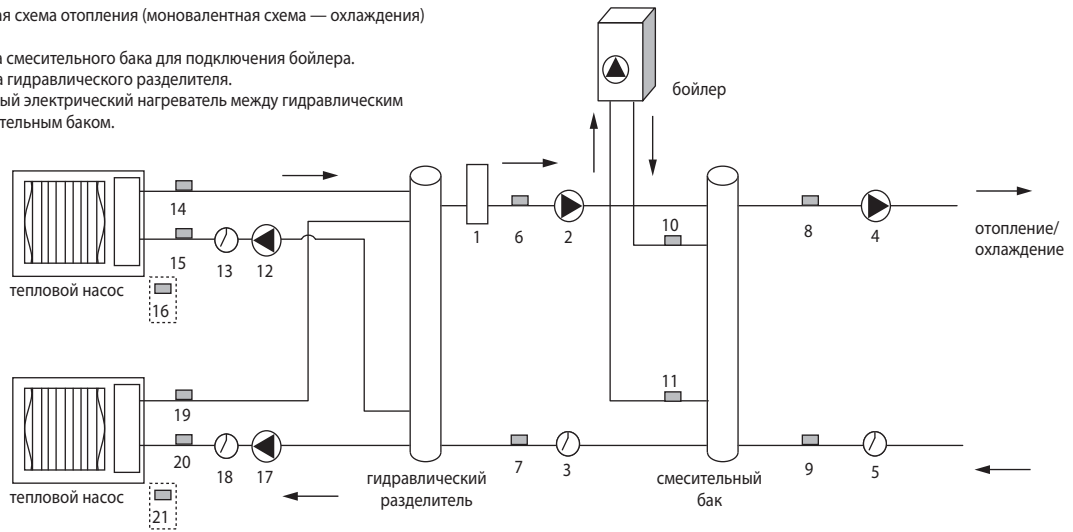 ая схема отопления (моновалентная схема — охлаждения)
а смесительного бака для подключения бойлера.
а гидравлического разделителя.
ый электрический нагреватель между гидравлическим
тельным баком.
бойлер
14
1
6
2
10
8
4
отопление/
охлаждение
15
13
12
тепловой насос
16
19
11
20
18
17
7
3
9
5
гидравлический
разделитель
смесительный
бак
тепловой насос
21